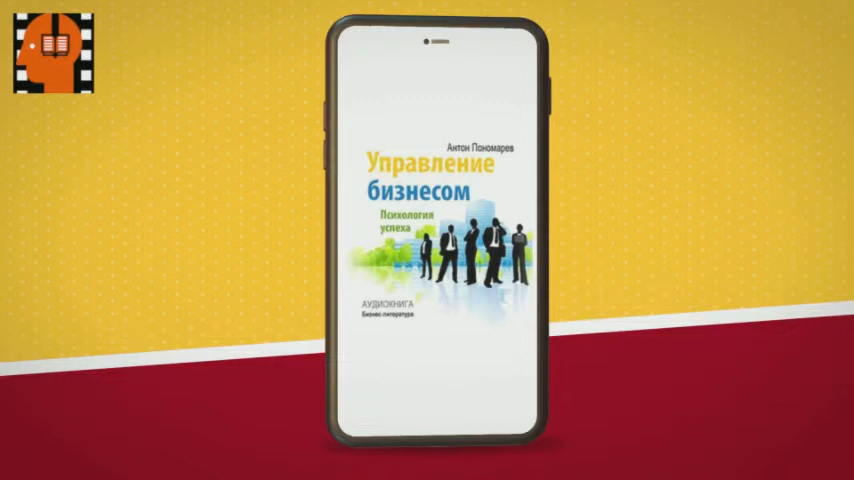 Антон Пономарев
Управление
бизнесом
Психология
успеха
АУДИОКНИГА
Бизнес-литература